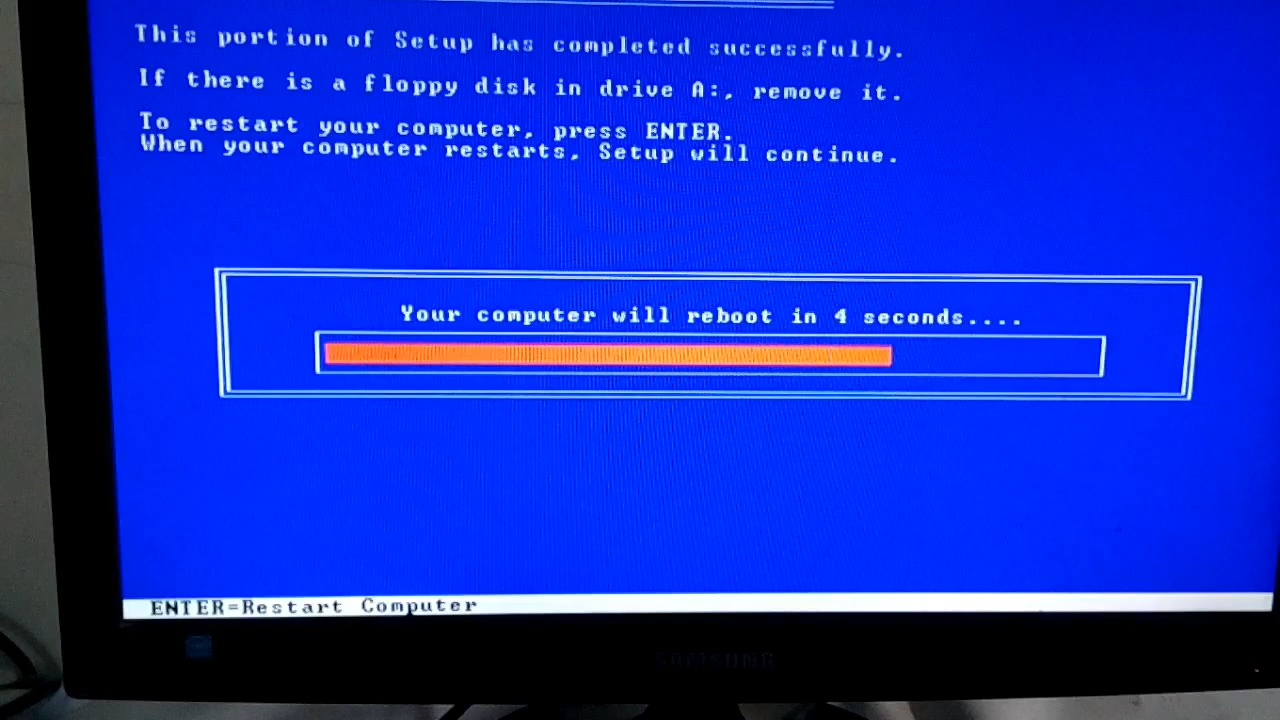 This portion of Setup has completed successfully.
If there is a floppy disk in drive A:, remove it.
To restart your computer, press ENTER.
When your computer restarts, Setup will continue.
Your computer will reboot in 4 seconds....
ENTER=Restart Computer
SAMSUNG